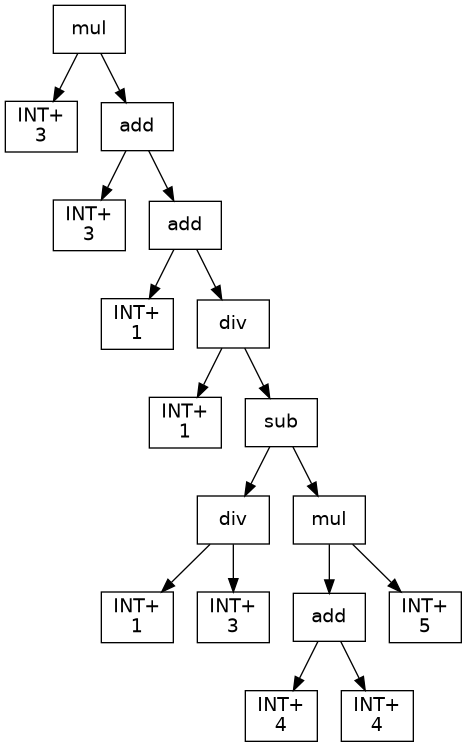 mul
INT+
3
add
INT+
3
add
INT+
1
div
INT+
1
sub
div
mul
INT+
1
INT+
3
add
INT+
5
INT+
4
INT+
4